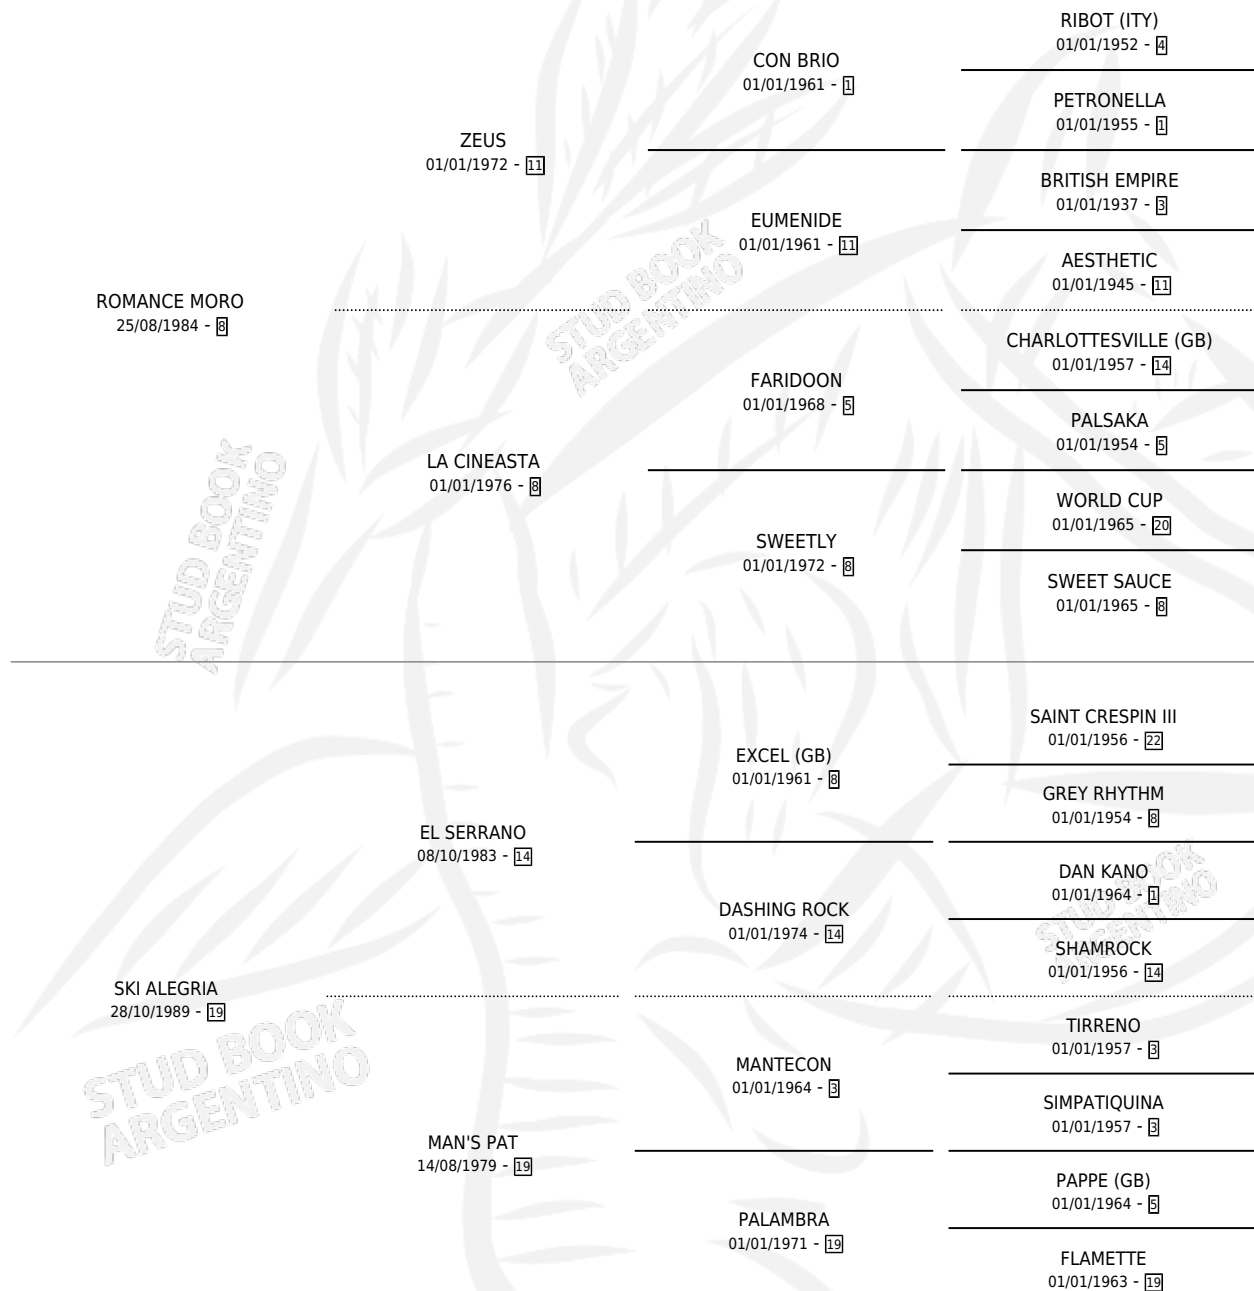 ROMANCE MORO
25/08/1984 - 8
ZEUS
01/01/1972 - 11
CON BRIO
01/01/1961 - 1
RIBOT (ITY)
01/01/1952 - 4
PETRONELLA
01/01/1955 - 1
EUMENIDE
01/01/1961 - 11
BRITISH EMPIRE
01/01/1937 - 3
AESTHETIC
01/01/1945 - 11
LA CINEASTA
01/01/1976 - 8
FARIDOON
01/01/1968 - 5
CHARLOTTESVILLE (GB)
01/01/1957 - 14
PALSAKA
01/01/1954 - 5
SWEETLY
01/01/1972 - 8
WORLD CUP
01/01/1965 - 20
SWEET SAUCE
01/01/1965 - 8
SKI ALEGRIA
28/10/1989 - 19
EL SERRANO
08/10/1983 - 14
EXCEL (GB)
01/01/1961 - 8
SAINT CRESPIN III
01/01/1956 - 22
GREY RHYTHM
01/01/1954 - 8
DASHING ROCK
01/01/1974 - 14
DAN KANO
01/01/1964 - 1
SHAMROCK
01/01/1956 - 14
MAN'S PAT
14/08/1979 - 19
MANTECON
01/01/1964 - 3
TIRRENO
01/01/1957 - 3
SIMPATIQUINA
01/01/1957 - 3
PALAMBRA
01/01/1971 - 19
PAPPE (GB)
01/01/1964 - 5
FLAMETTE
01/01/1963 - 19
STUD BOOK
ARGENTINO
STUD BOOK
ARGENTINO
STUD BOOK
ARGENTINO
STUD BOOK
ARGENTINO